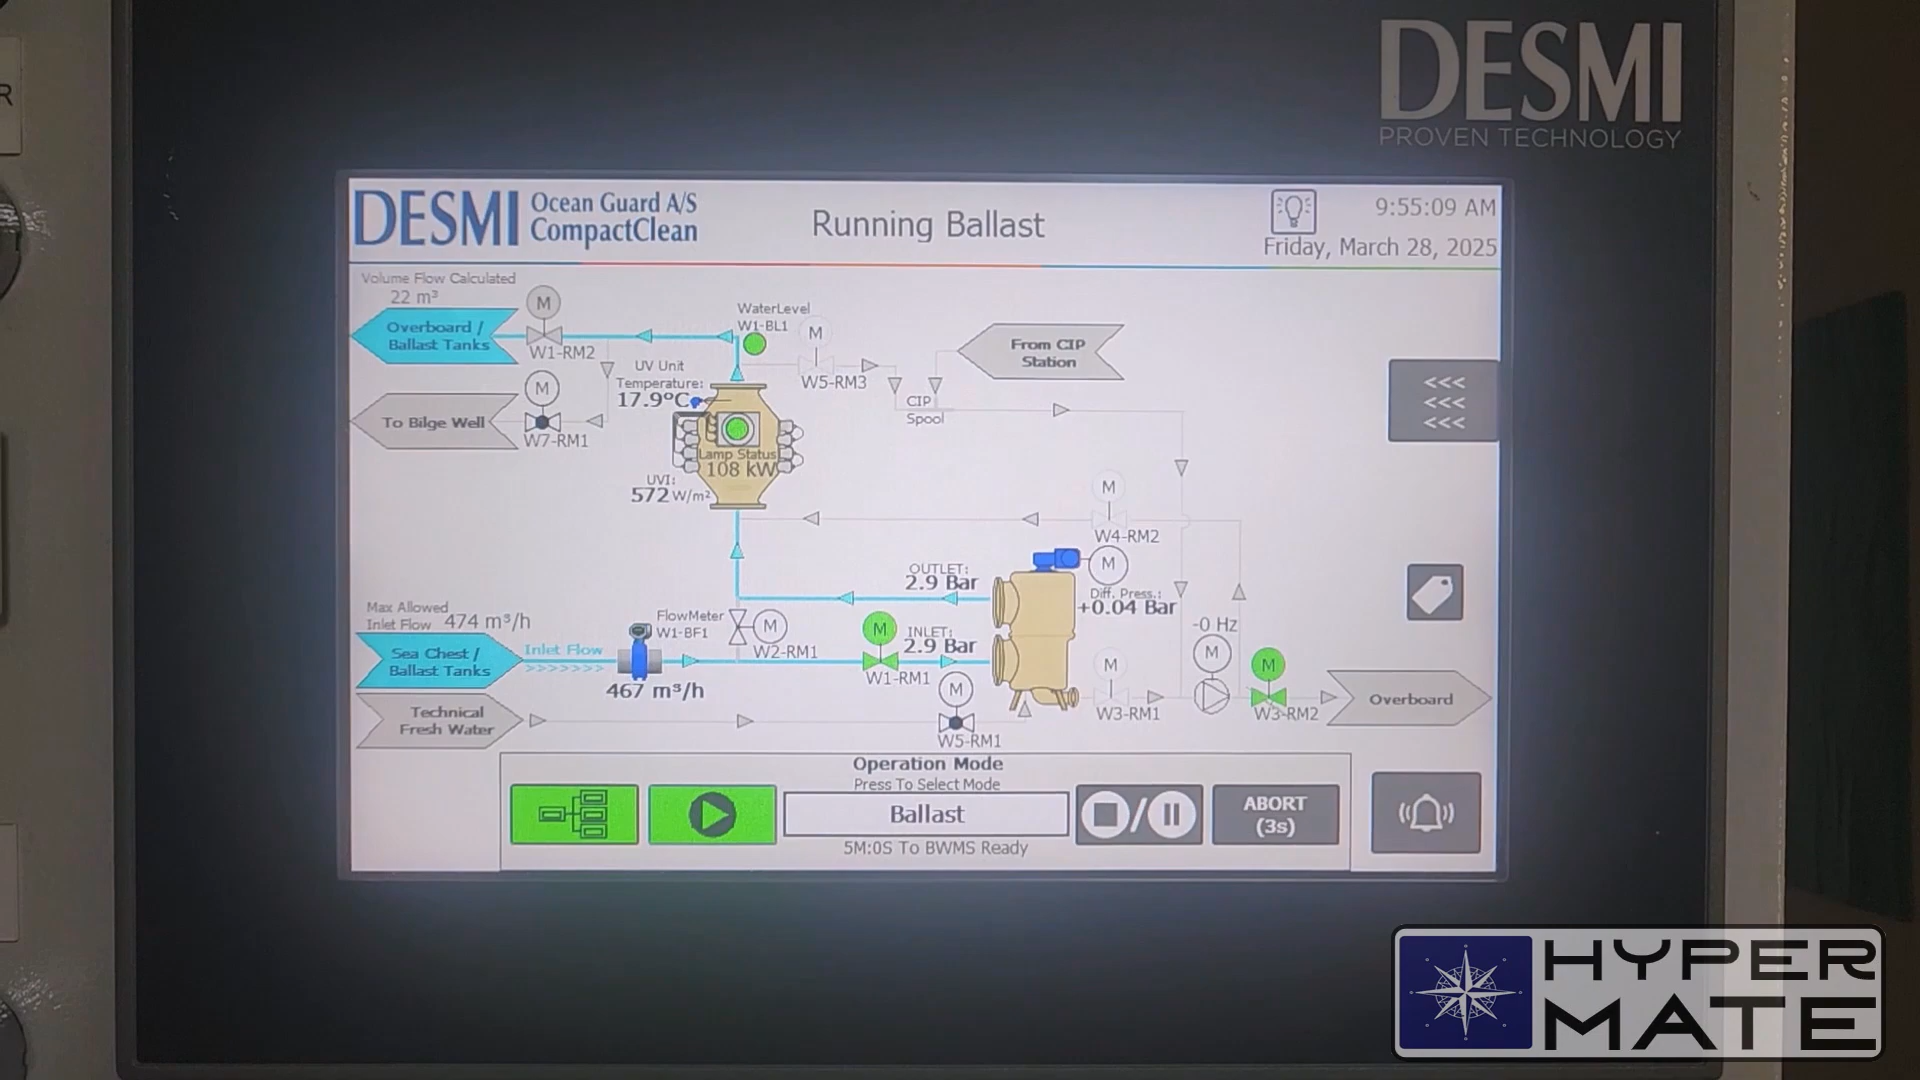 R
DESMI
PROVEN TECHNOLOGY
DESMI Ocean Guard A/S
CompactClean
Running Ballast
9:55:09 AM
Friday, March 28, 2025
Volume Flow Calculated
22 m³
Overboard /
Ballast Tanks
M
W1-RM2
WaterLevel
W1-BL1
M
W5-RM3
From CIP
Station
CIP
Spool
<<<
<<<
<<<
UV Unit
Temperature:
17.9°C
To Bilge Well
M
W7-RM1
Lamp Status
108 kW
UVI:
572 W/m²
M
W4-RM2
M
Diff. Press.:
+0.04 Bar
OUTLET:
2.9 Bar
Max Allowed
Inlet Flow 474 m³/h
Sea Chest /
Ballast Tanks
Inlet Flow
>>>>>>>
FlowMeter
W1-BF1
467 m³/h
M
W2-RM1
M
W1-RM1
INLET:
2.9 Bar
-0 Hz
M
M
W3-RM1
M
W3-RM2
Overboard
Technical
Fresh Water
M
W5-RM1
Operation Mode
Press To Select Mode
Ballast
5M:0S To BWMS Ready
/
ABORT
(3s)
HYPER
MATE